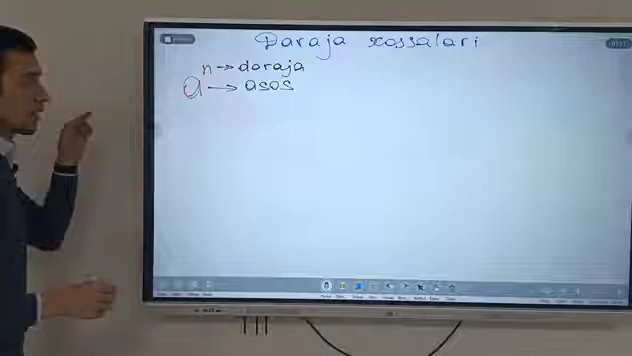 Daraja xossalari
n → daraja
a → asos